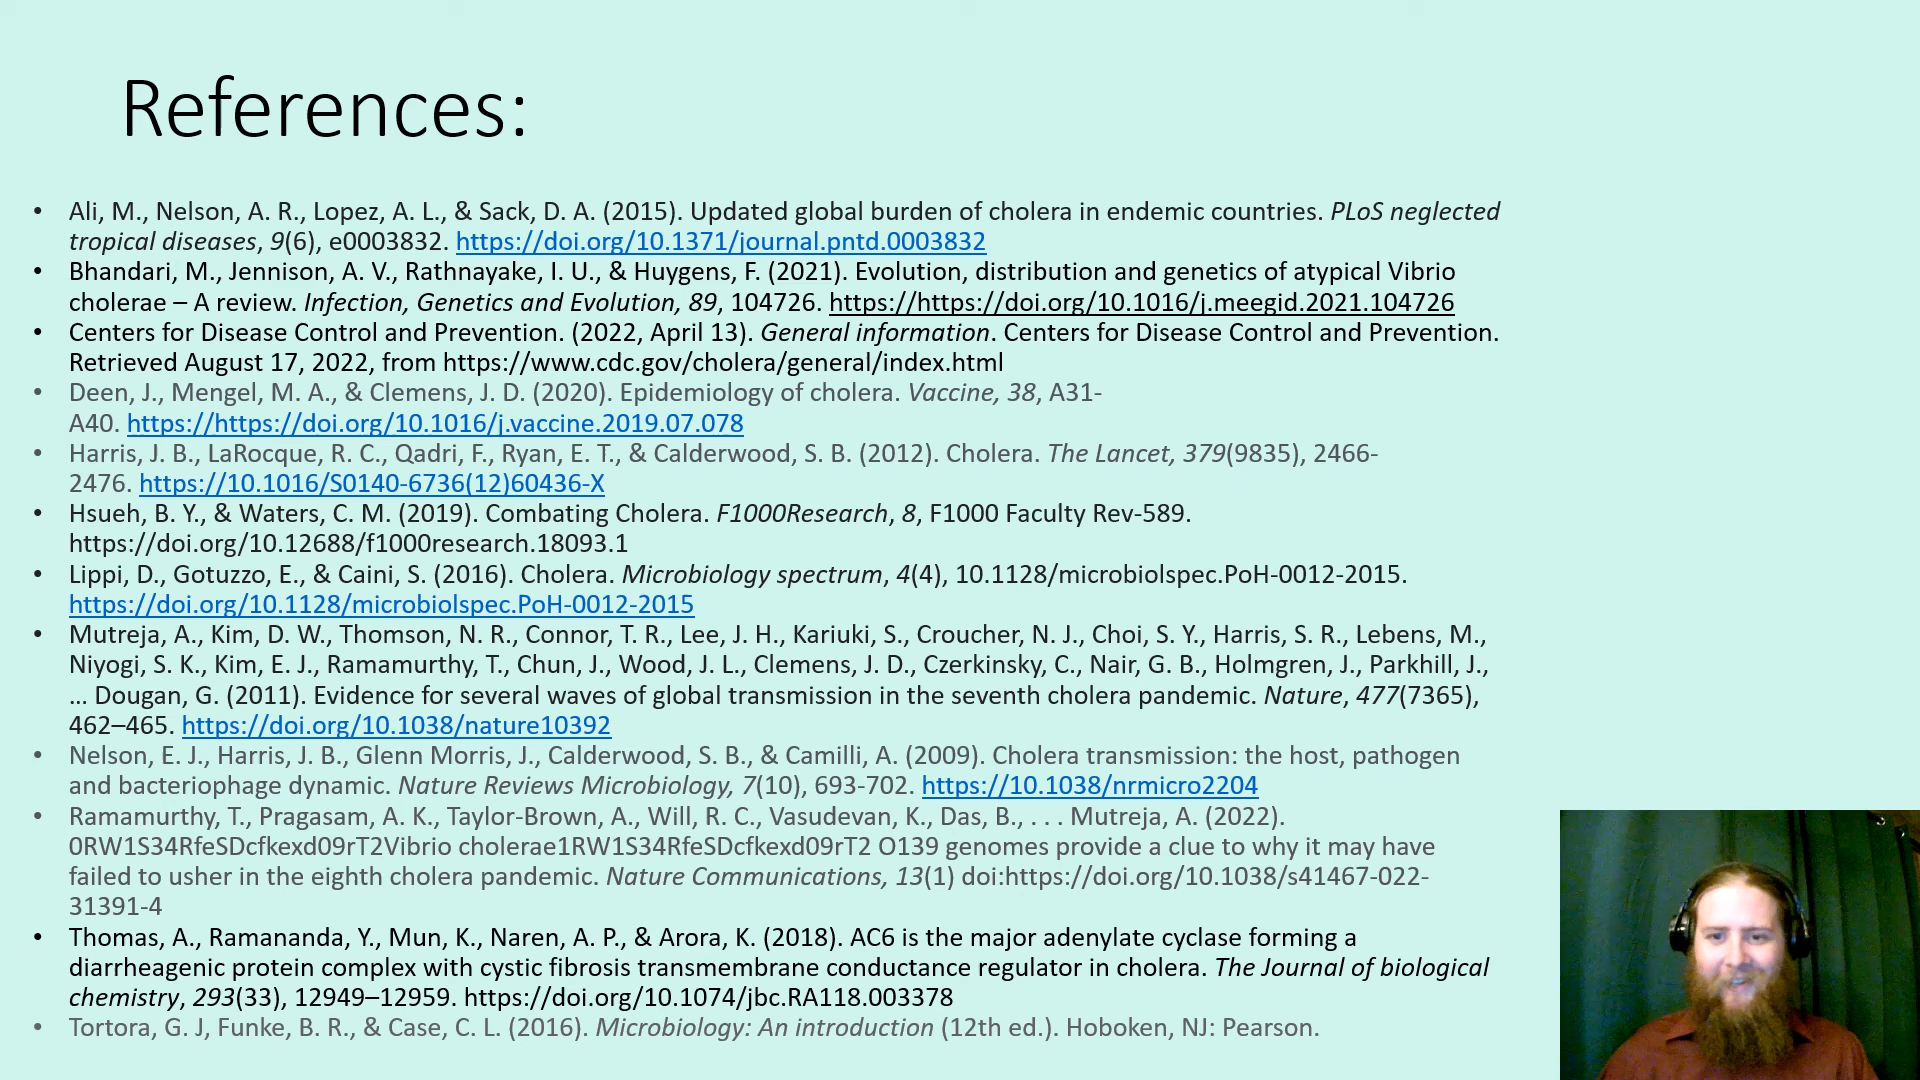 References:
• Ali, M., Nelson, A. R., Lopez, A. L., & Sack, D. A. (2015). Updated global burden of cholera in endemic countries. PLoS neglected
tropical diseases, 9(6), e0003832. https://doi.org/10.1371/journal.pntd.0003832
• Bhandari, M., Jennison, A. V., Rathnayake, I. U., & Huygens, F. (2021). Evolution, distribution and genetics of atypical Vibrio
cholerae – A review. Infection, Genetics and Evolution, 89, 104726. https://https://doi.org/10.1016/j.meegid.2021.104726
• Centers for Disease Control and Prevention. (2022, April 13). General information. Centers for Disease Control and Prevention.
Retrieved August 17, 2022, from https://www.cdc.gov/cholera/general/index.html
• Deen, J., Mengel, M. A., & Clemens, J. D. (2020). Epidemiology of cholera. Vaccine, 38, A31-
A40. https://https://doi.org/10.1016/j.vaccine.2019.07.078
• Harris, J. B., LaRocque, R. C., Qadri, F., Ryan, E. T., & Calderwood, S. B. (2012). Cholera. The Lancet, 379(9835), 2466-
2476. https://10.1016/S0140-6736(12)60436-X
• Hsueh, B. Y., & Waters, C. M. (2019). Combating Cholera. F1000Research, 8, F1000 Faculty Rev-589.
https://doi.org/10.12688/f1000research.18093.1
• Lippi, D., Gotuzzo, E., & Caini, S. (2016). Cholera. Microbiology spectrum, 4(4), 10.1128/microbiolspec.PoH-0012-2015.
https://doi.org/10.1128/microbiolspec.PoH-0012-2015
• Mutreja, A., Kim, D. W., Thomson, N. R., Connor, T. R., Lee, J. H., Kariuki, S., Croucher, N. J., Choi, S. Y., Harris, S. R., Lebens, M.,
Niyogi, S. K., Kim, E. J., Ramamurthy, T., Chun, J., Wood, J. L., Clemens, J. D., Czerkinsky, C., Nair, G. B., Holmgren, J., Parkhill, J.,
... Dougan, G. (2011). Evidence for several waves of global transmission in the seventh cholera pandemic. Nature, 477(7365),
462–465. https://doi.org/10.1038/nature10392
• Nelson, E. J., Harris, J. B., Glenn Morris, J., Calderwood, S. B., & Camilli, A. (2009). Cholera transmission: the host, pathogen
and bacteriophage dynamic. Nature Reviews Microbiology, 7(10), 693-702. https://10.1038/nrmicro2204
• Ramamurthy, T., Pragasam, A. K., Taylor-Brown, A., Will, R. C., Vasudevan, K., Das, B., . . . Mutreja, A. (2022).
0RW1S34RfeSDcfkexd09rT2Vibrio cholerae1RW1S34RfeSDcfkexd09rT2 O139 genomes provide a clue to why it may have
failed to usher in the eighth cholera pandemic. Nature Communications, 13(1) doi:https://doi.org/10.1038/s41467-022-
31391-4
• Thomas, A., Ramananda, Y., Mun, K., Naren, A. P., & Arora, K. (2018). AC6 is the major adenylate cyclase forming a
diarrheagenic protein complex with cystic fibrosis transmembrane conductance regulator in cholera. The Journal of biological
chemistry, 293(33), 12949–12959. https://doi.org/10.1074/jbc.RA118.003378
• Tortora, G. J, Funke, B. R., & Case, C. L. (2016). Microbiology: An introduction (12th ed.). Hoboken, NJ: Pearson.